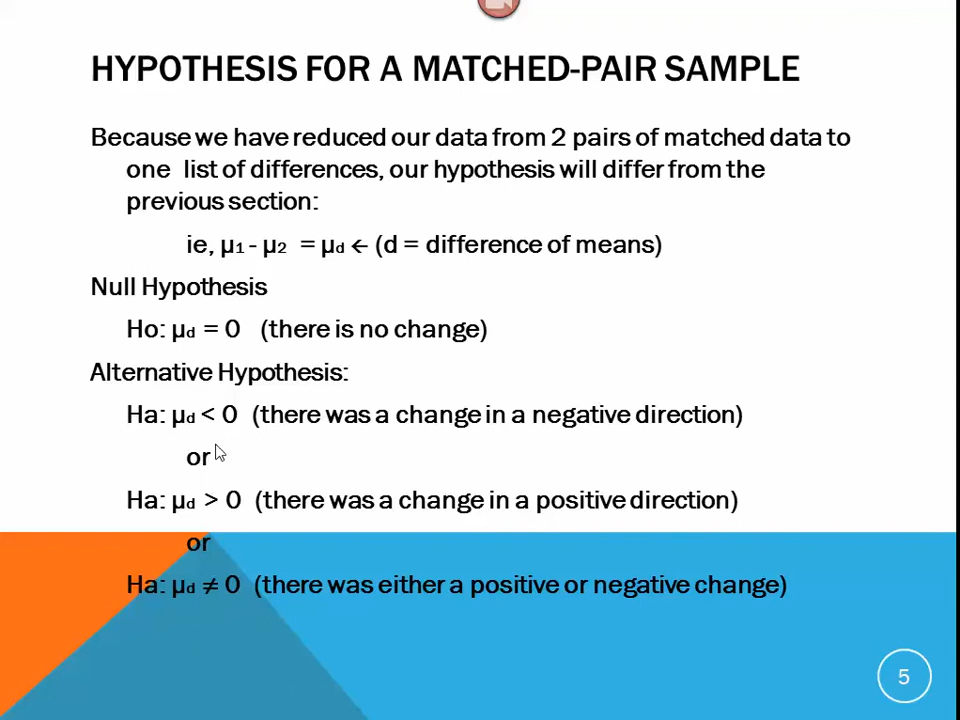 HYPOTHESIS FOR A MATCHED-PAIR SAMPLE
Because we have reduced our data from 2 pairs of matched data to
one list of differences, our hypothesis will differ from the
previous section:
ie, µ₁ - µ₂ = µd ← (d = difference of means)
Null Hypothesis
Ho: µd = 0 (there is no change)
Alternative Hypothesis:
Ha: µd < 0 (there was a change in a negative direction)
or
Ha: µd > 0 (there was a change in a positive direction)
or
Ha: µd ≠ 0 (there was either a positive or negative change)
5